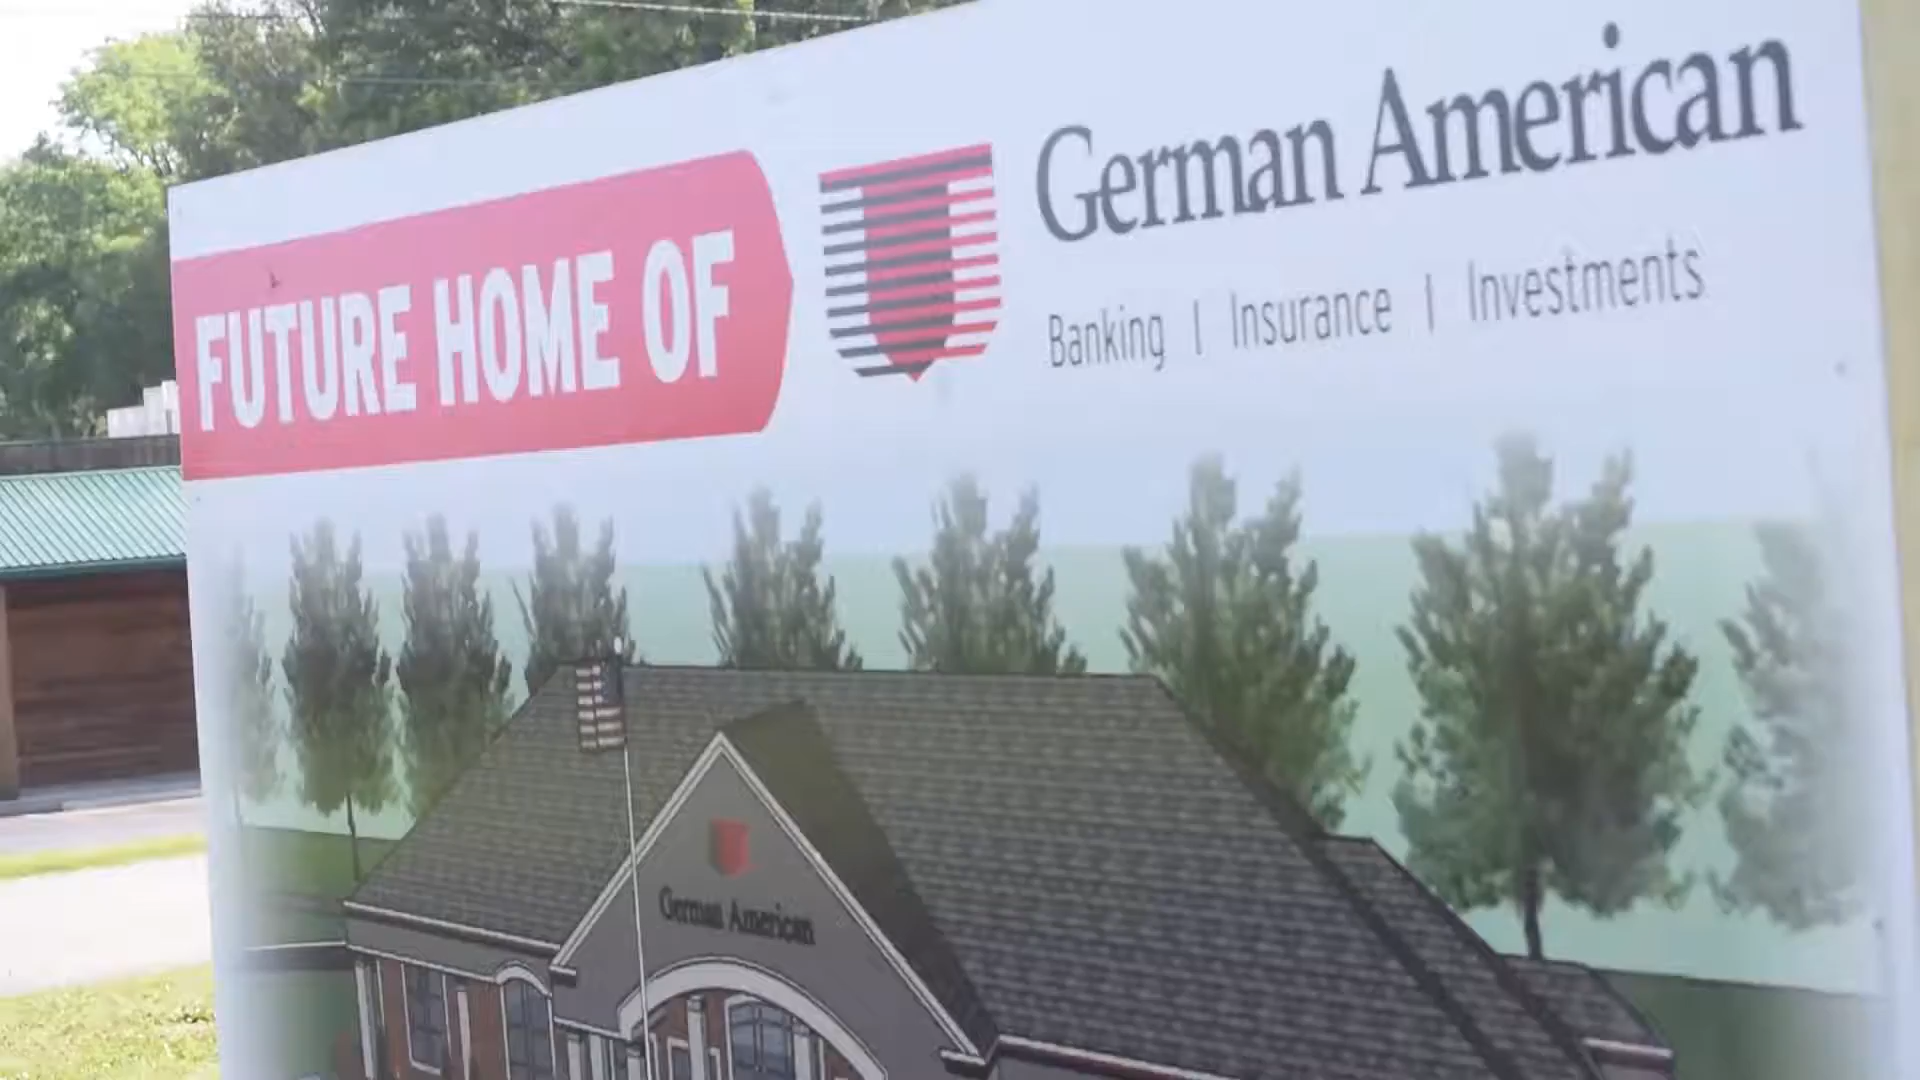 FUTURE HOME OF
German American
Banking | Insurance | Investments
German American